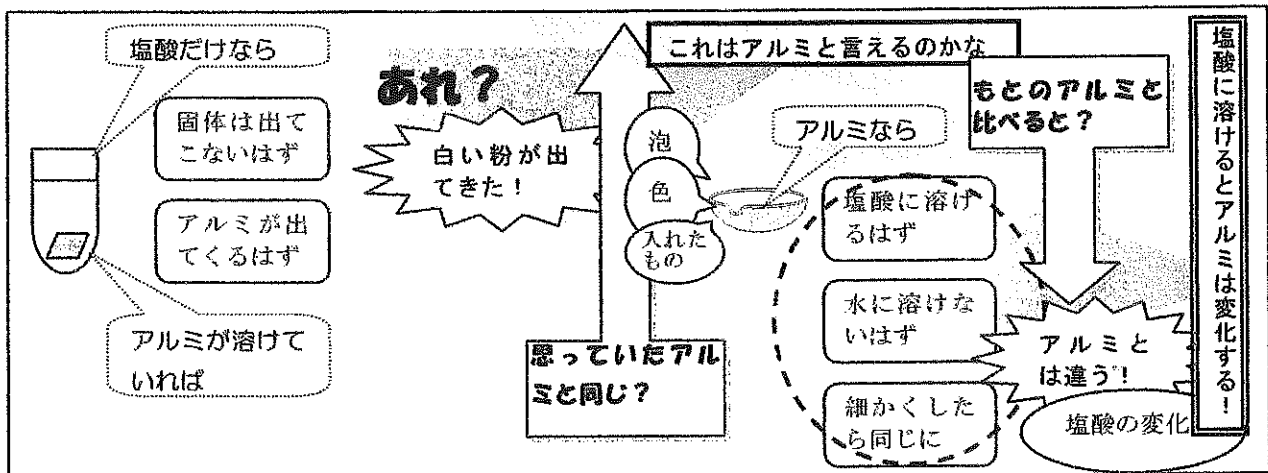 塩酸だけなら
固体は出て
こないはず
アルミが出
てくるはず
アルミが溶けて
いれば
あれ?
白い粉が出
てきた!
これはアルミと言えるのかな
泡
色
入れた
もの
思っていたアル
ミと同じ?
アルミなら
塩酸に溶け
るはず
水に溶けな
いはず
細かくした
ら同じに
もとのアルミと
比べると?
アルミと
は違う!
塩酸の変化
塩酸に溶けるとアルミは変化する!